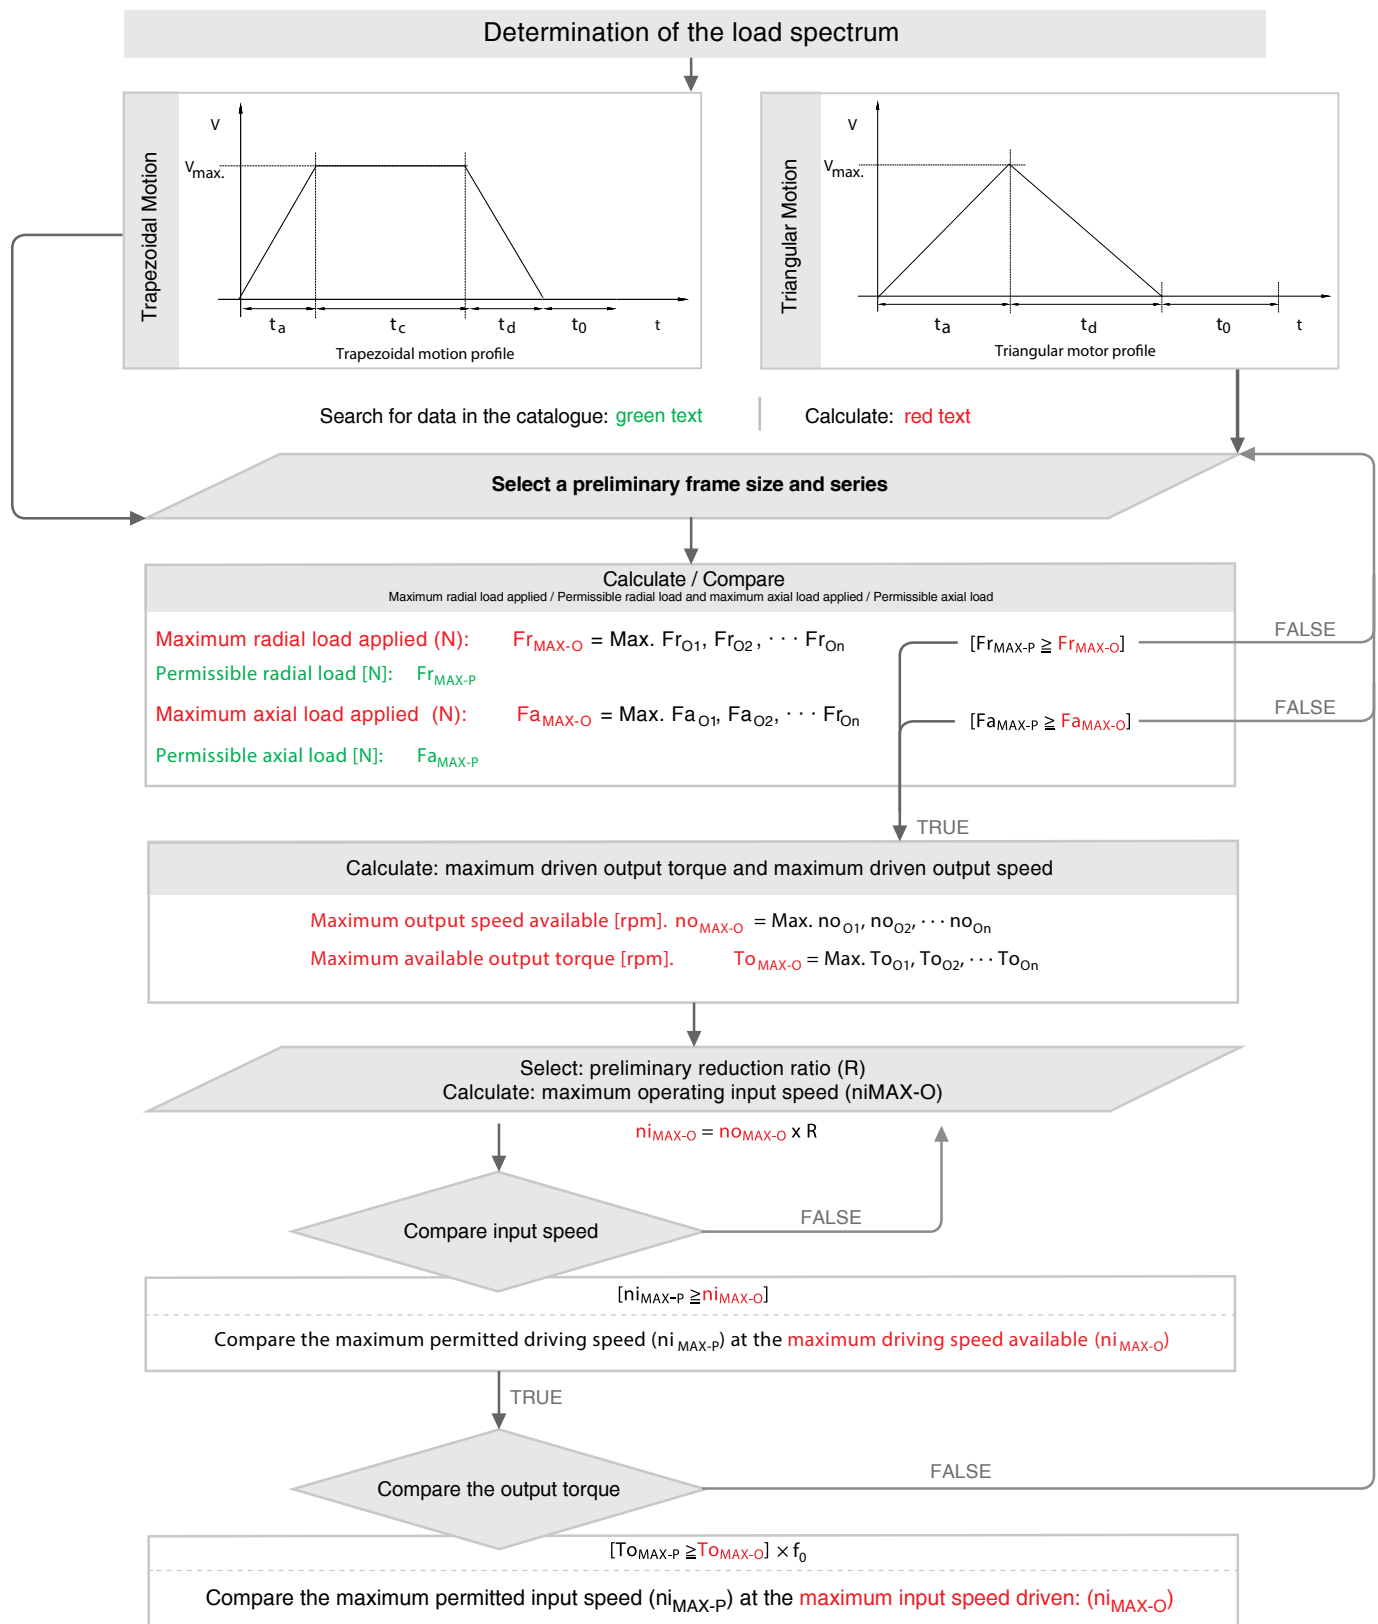 Determination of the load spectrum
Trapezoidal Motion
V
Vmax.
ta tc td t0 t
Trapezoidal motion profile
Triangular Motion
V
Vmax.
ta td t0 t
Triangular motor profile
Search for data in the catalogue: green text
Calculate: red text
Select a preliminary frame size and series
Calculate / Compare
Maximum radial load applied / Permissible radial load and maximum axial load applied / Permissible axial load
Maximum radial load applied (N): FrMAX-O = Max. FrO1, FrO2, ··· FrOn
[FrMAX-P ≧ FrMAX-O]
FALSE
Permissible radial load [N]: FrMAX-P
Maximum axial load applied (N): FaMAX-O = Max. FaO1, FaO2, ··· FrOn
[FaMAX-P ≧ FaMAX-O]
FALSE
Permissible axial load [N]: FaMAX-P
TRUE
Calculate: maximum driven output torque and maximum driven output speed
Maximum output speed available [rpm]. noMAX-O = Max. noO1, noO2, ··· noOn
Maximum available output torque [rpm]. ToMAX-O = Max. ToO1, ToO2, ··· ToOn
Select: preliminary reduction ratio (R)
Calculate: maximum operating input speed (niMAX-O)
niMAX-O = noMAX-O x R
Compare input speed
FALSE
[niMAX-P ≧niMAX-O]
Compare the maximum permitted driving speed (niMAX-P) at the maximum driving speed available (niMAX-O)
TRUE
Compare the output torque
FALSE
[ToMAX-P ≧ToMAX-O] × f0
Compare the maximum permitted input speed (niMAX-P) at the maximum input speed driven: (niMAX-O)